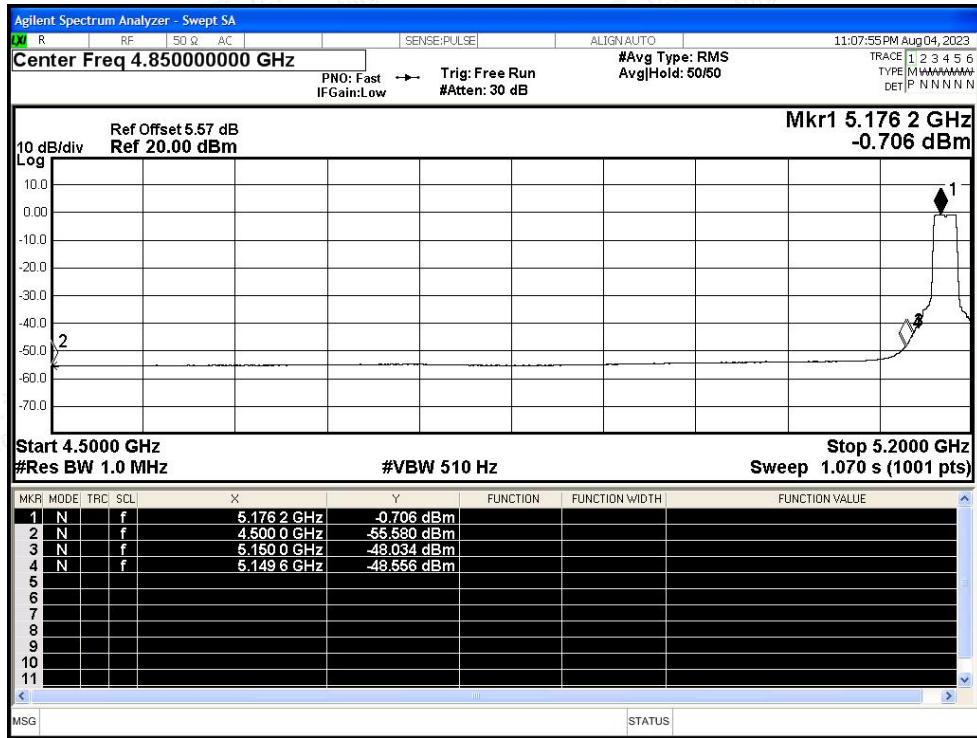 Agilent Spectrum Analyzer - Swept SA
LXI R RF 50 Ω AC SENSE:PULSE ALIGN AUTO 11:07:55 PM Aug 04, 2023
Center Freq 4.850000000 GHz #Avg Type: RMS TRACE 1 2 3 4 5 6
PNO: Fast Trig: Free Run Avg|Hold: 50/50 TYPE M
IFGain:Low #Atten: 30 dB DET P N N N N N
Ref Offset 5.57 dB Mkr1 5.176 2 GHz
10 dB/div Ref 20.00 dBm -0.706 dBm
Log
10.0
0.00
-10.0
-20.0
-30.0
-40.0
-50.0
-60.0
-70.0
1
2
Start 4.5000 GHz Stop 5.2000 GHz
#Res BW 1.0 MHz #VBW 510 Hz Sweep 1.070 s (1001 pts)
MKR MODE TRC SCL X Y FUNCTION FUNCTION WIDTH FUNCTION VALUE
1 N f 5.176 2 GHz -0.706 dBm
2 N f 4.500 0 GHz -55.580 dBm
3 N f 5.150 0 GHz -48.034 dBm
4 N f 5.149 6 GHz -48.556 dBm
5
6
7
8
9
10
11
MSG STATUS